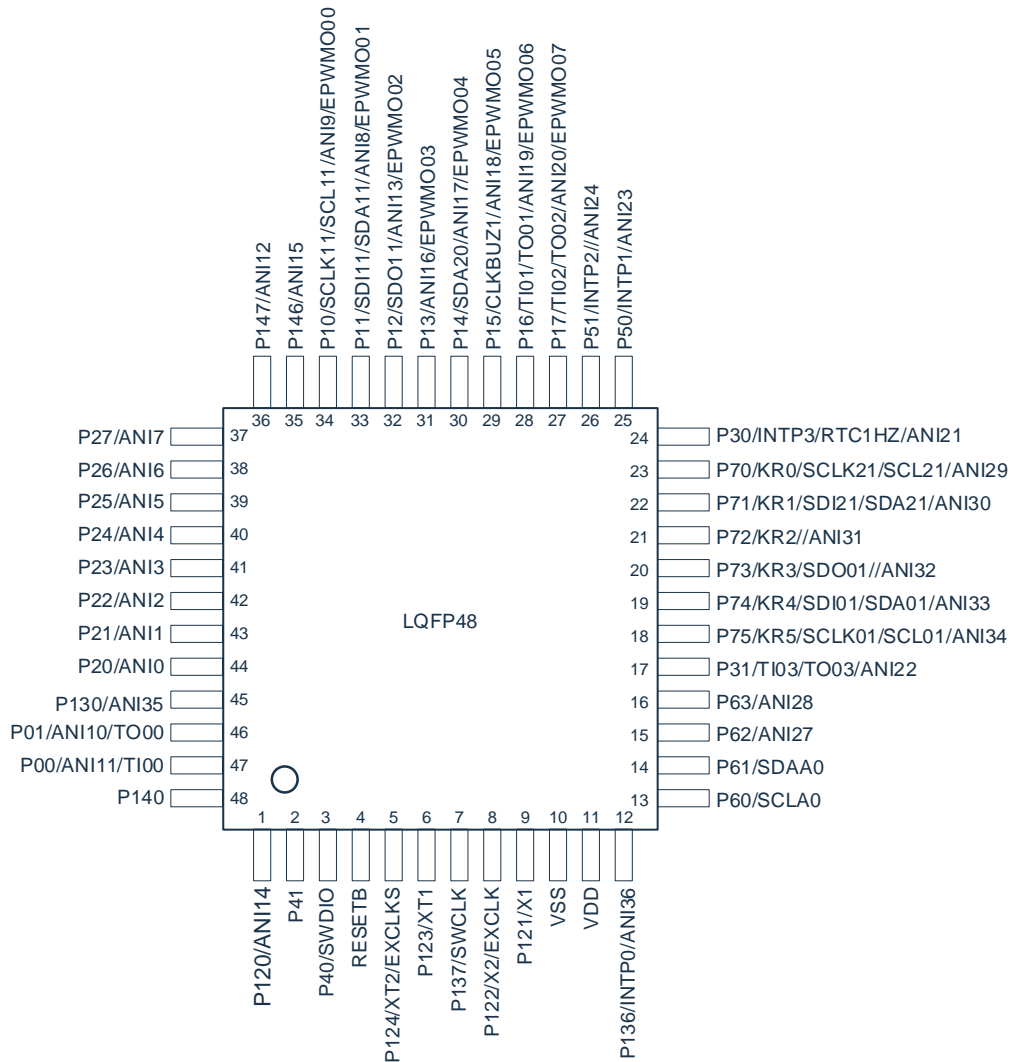 P147/ANI12
P146/ANI15
P10/SCLK11/SCL11/ANI9/EPWMO00
P11/SDI11/SDA11/ANI8/EPWMO01
P12/SDO11/ANI13/EPWMO02
P13/ANI16/EPWMO03
P14/SDA20/ANI17/EPWMO04
P15/CLKBUZ1/ANI18/EPWMO05
P16/TI01/TO01/ANI19/EPWMO06
P17/TI02/TO02/ANI20/EPWMO07
P51/INTP2//ANI24
P50/INTP1/ANI23
36 35 34 33 32 31 30 29 28 27 26 25
P27/ANI7 37
P26/ANI6 38
P25/ANI5 39
P24/ANI4 40
P23/ANI3 41
P22/ANI2 42
P21/ANI1 43
P20/ANI0 44
P130/ANI35 45
P01/ANI10/TO00 46
P00/ANI11/TI00 47
P140 48
LQFP48
24 P30/INTP3/RTC1HZ/ANI21
23 P70/KR0/SCLK21/SCL21/ANI29
22 P71/KR1/SDI21/SDA21/ANI30
21 P72/KR2//ANI31
20 P73/KR3/SDO01//ANI32
19 P74/KR4/SDI01/SDA01/ANI33
18 P75/KR5/SCLK01/SCL01/ANI34
17 P31/TI03/TO03/ANI22
16 P63/ANI28
15 P62/ANI27
14 P61/SDAA0
13 P60/SCLA0
1 2 3 4 5 6 7 8 9 10 11 12
P120/ANI14
P41
P40/SWDIO
RESETB
P124/XT2/EXCLKS
P123/XT1
P137/SWCLK
P122/X2/EXCLK
P121/X1
VSS
VDD
P136/INTP0/ANI36